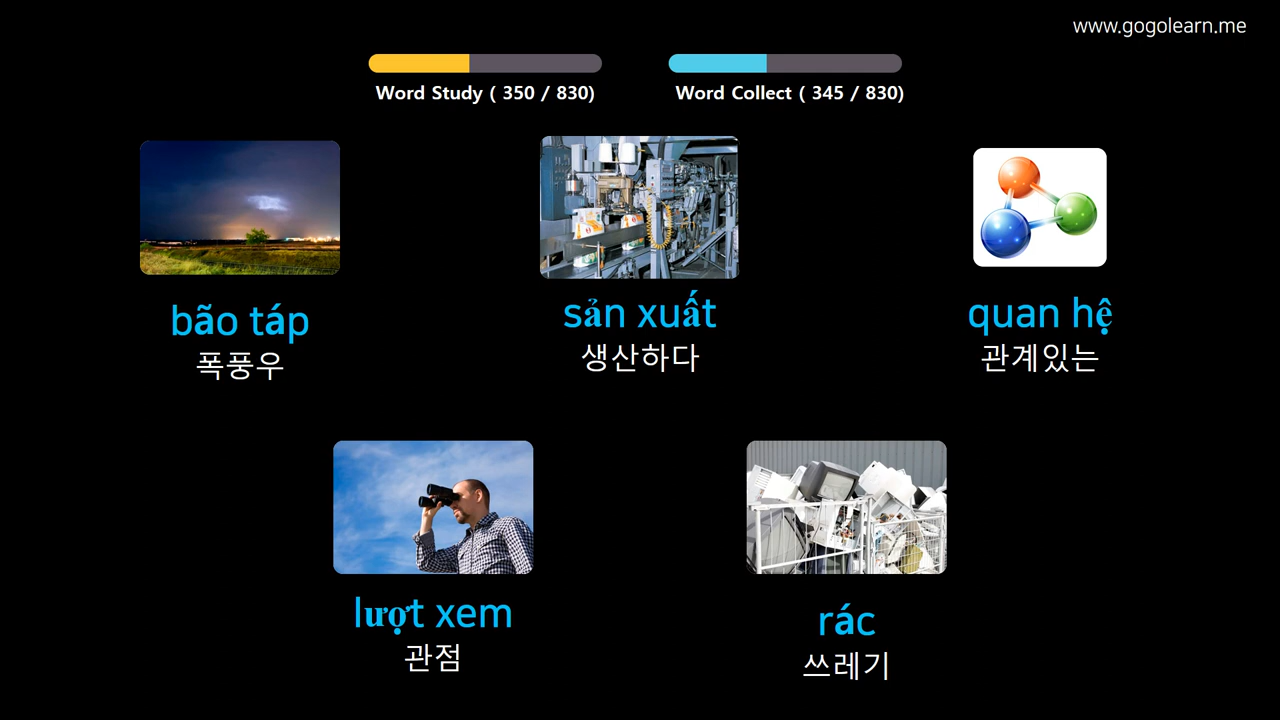 www.gogolearn.me
Word Study ( 350 / 830)
Word Collect ( 345 / 830)
bão táp
폭풍우
sản xuất
생산하다
quan hệ
관계있는
lượt xem
관점
rác
쓰레기